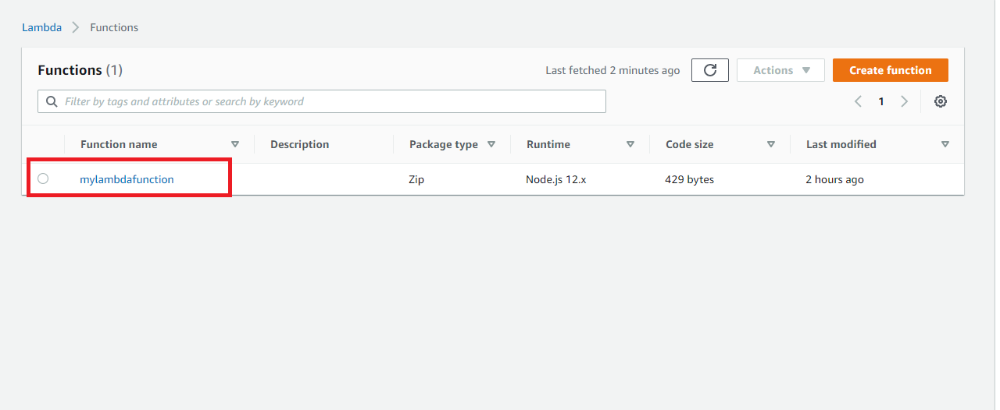 Lambda > Functions
Functions (1) Last fetched 2 minutes ago Actions Create function
Filter by tags and attributes or search by keyword 1
Function name Description Package type Runtime Code size Last modified
mylambdafunction Zip Node.js 12.x 429 bytes 2 hours ago